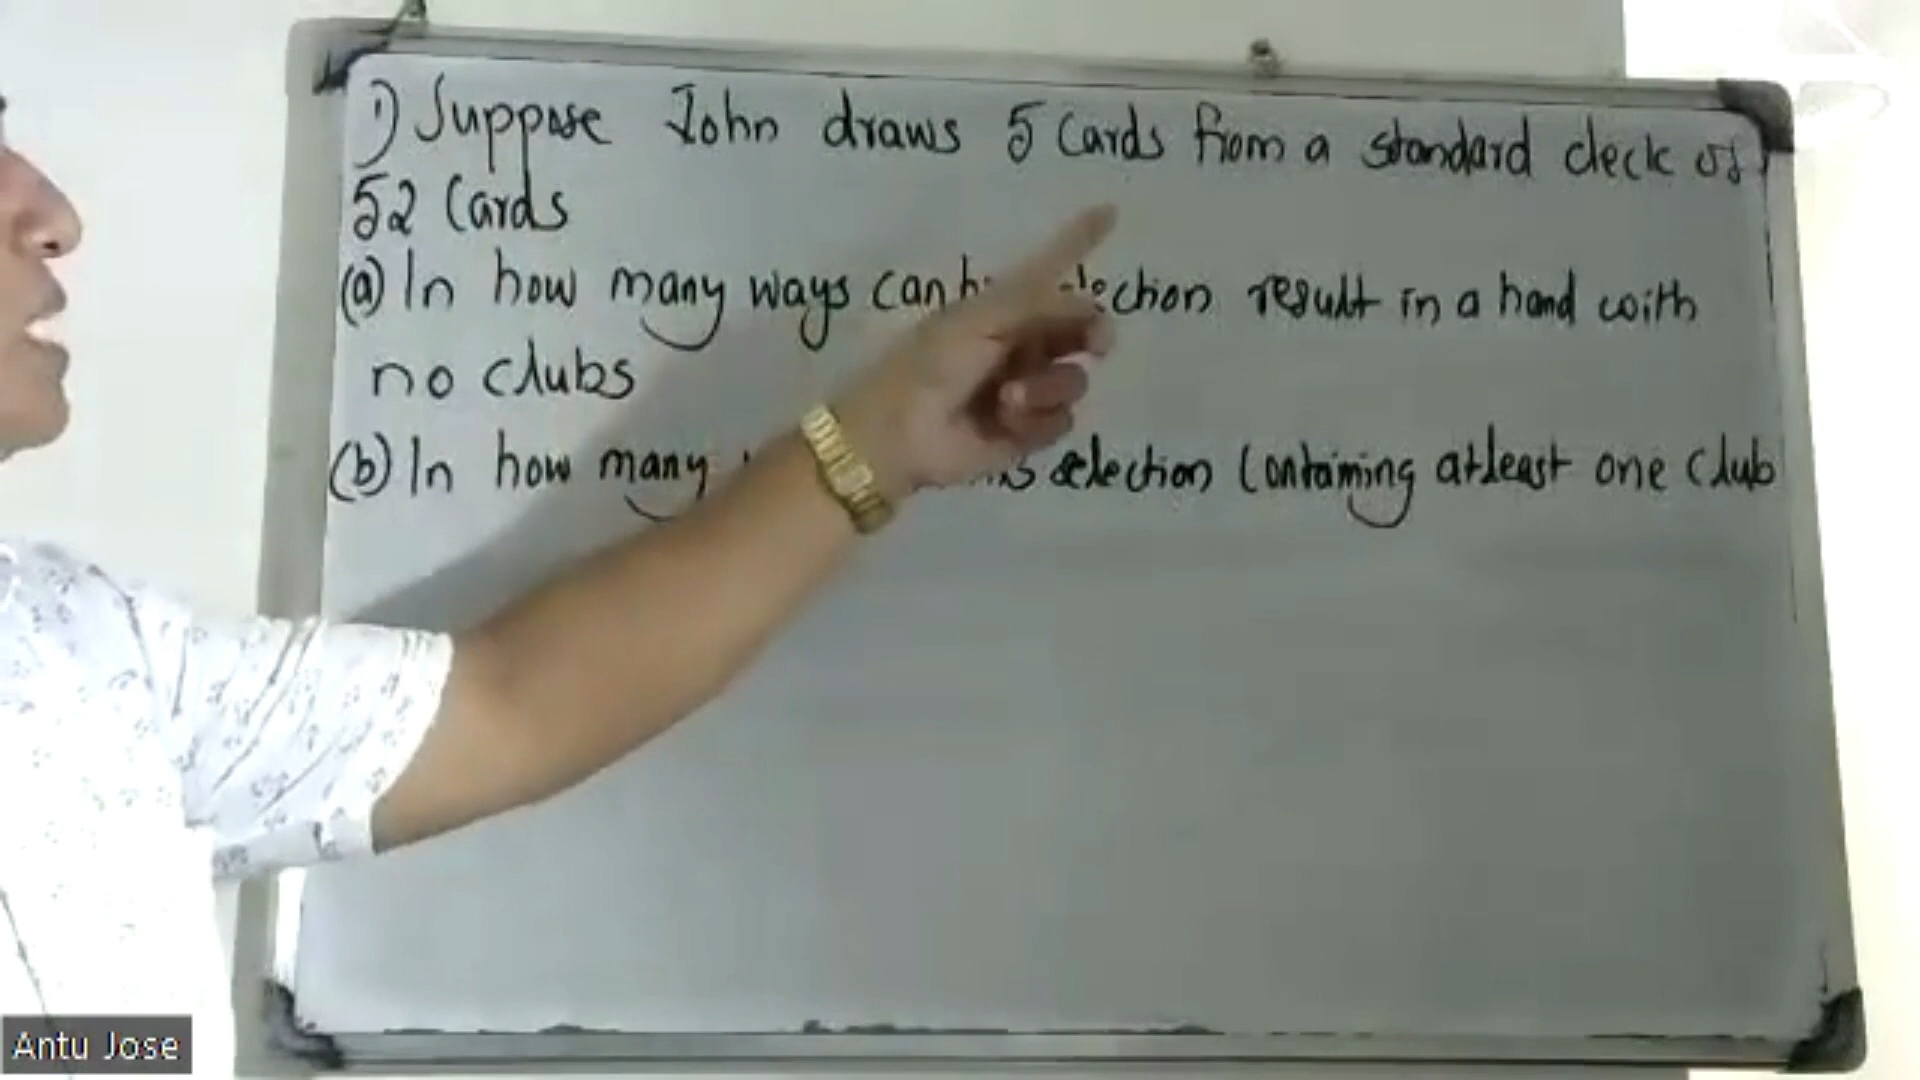 1) Suppose John draws 5 Cards from a standard deck of
52 Cards
(a) In how many ways can selection result in a hand with
no clubs
(b) In how many selection Containing atleast one Club
Antu Jose